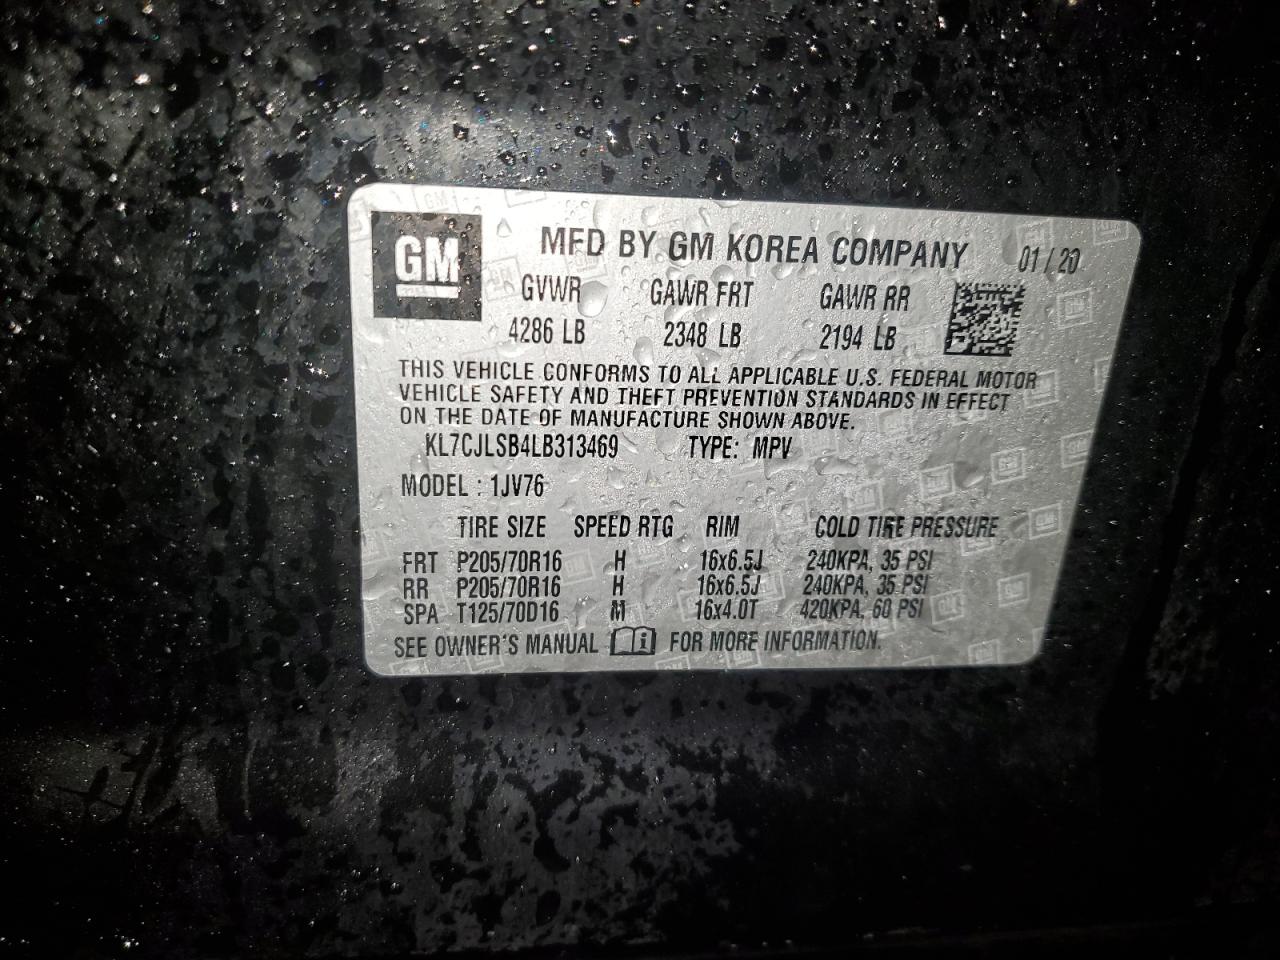 GM MFD BY GM KOREA COMPANY 01/20
GVWR GAWR FRT GAWR RR
4286 LB 2348 LB 2194 LB
THIS VEHICLE CONFORMS TO ALL APPLICABLE U.S. FEDERAL MOTOR
VEHICLE SAFETY AND THEFT PREVENTION STANDARDS IN EFFECT
ON THE DATE OF MANUFACTURE SHOWN ABOVE.
KL7CJLSB4LB313469 TYPE: MPV
MODEL : 1JV76
TIRE SIZE SPEED RTG RIM COLD TIRE PRESSURE
FRT P205/70R16 H 16x6.5J 240KPA, 35 PSI
RR P205/70R16 H 16x6.5J 240KPA, 35 PSI
SPA T125/70D16 M 16x4.0T 420KPA, 60 PSI
SEE OWNER'S MANUAL i FOR MORE INFORMATION.